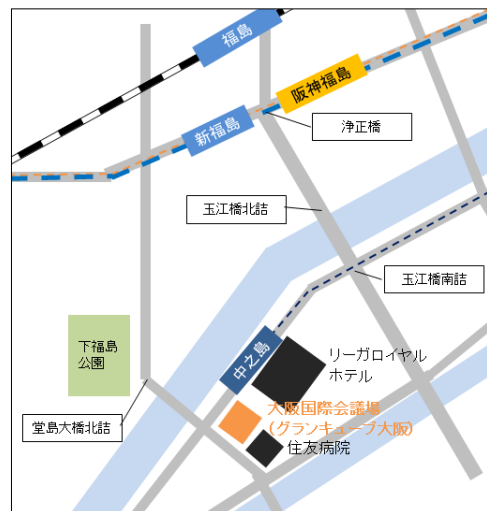 福島
阪神福島
新福島
浄正橋
玉江橋北詰
玉江橋南詰
中之島
下福島
公園
リーガロイヤル
ホテル
大阪国際会議場
(グランキューブ大阪)
堂島大橋北詰
住友病院